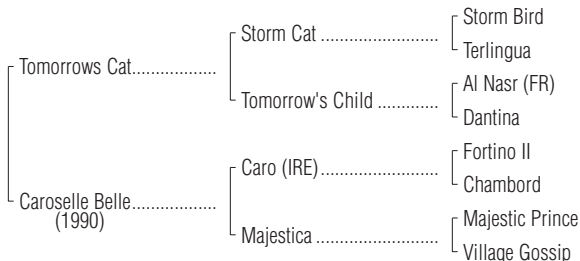 Storm Bird
Storm Cat ......................
Terlingua
Tomorrows Cat..................
Al Nasr (FR)
Tomorrow's Child .............
Dantina
Fortino II
Caro (IRE)......................
Chambord
Caroselle Belle..................
(1990)
Majestic Prince
Majestica .......................
Village Gossip